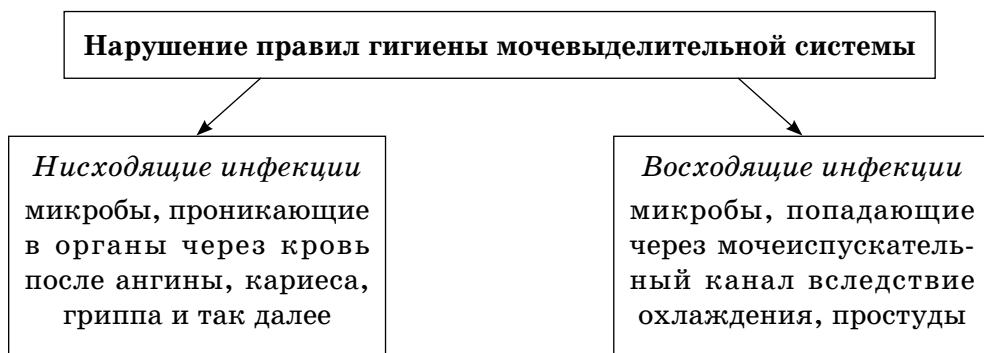 Нарушение правил гигиены мочевыделительной системы
Нисходящие инфекции
микробы, проникающие
в органы через кровь
после ангины, кариеса,
гриппа и так далее
Восходящие инфекции
микробы, попадающие
через мочеиспускатель-
ный канал вследствие
охлаждения, простуды